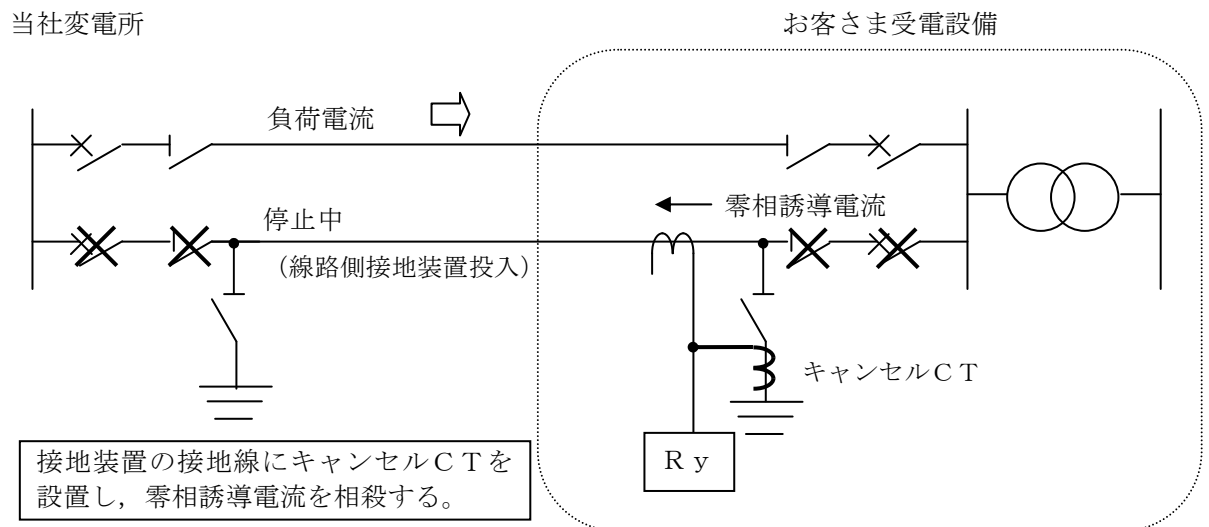 当社変電所
お客さま受電設備
負荷電流
零相誘導電流
停止中
(線路側接地装置投入)
キャンセルCT
Ry
接地装置の接地線にキャンセルCTを
設置し,零相誘導電流を相殺する。